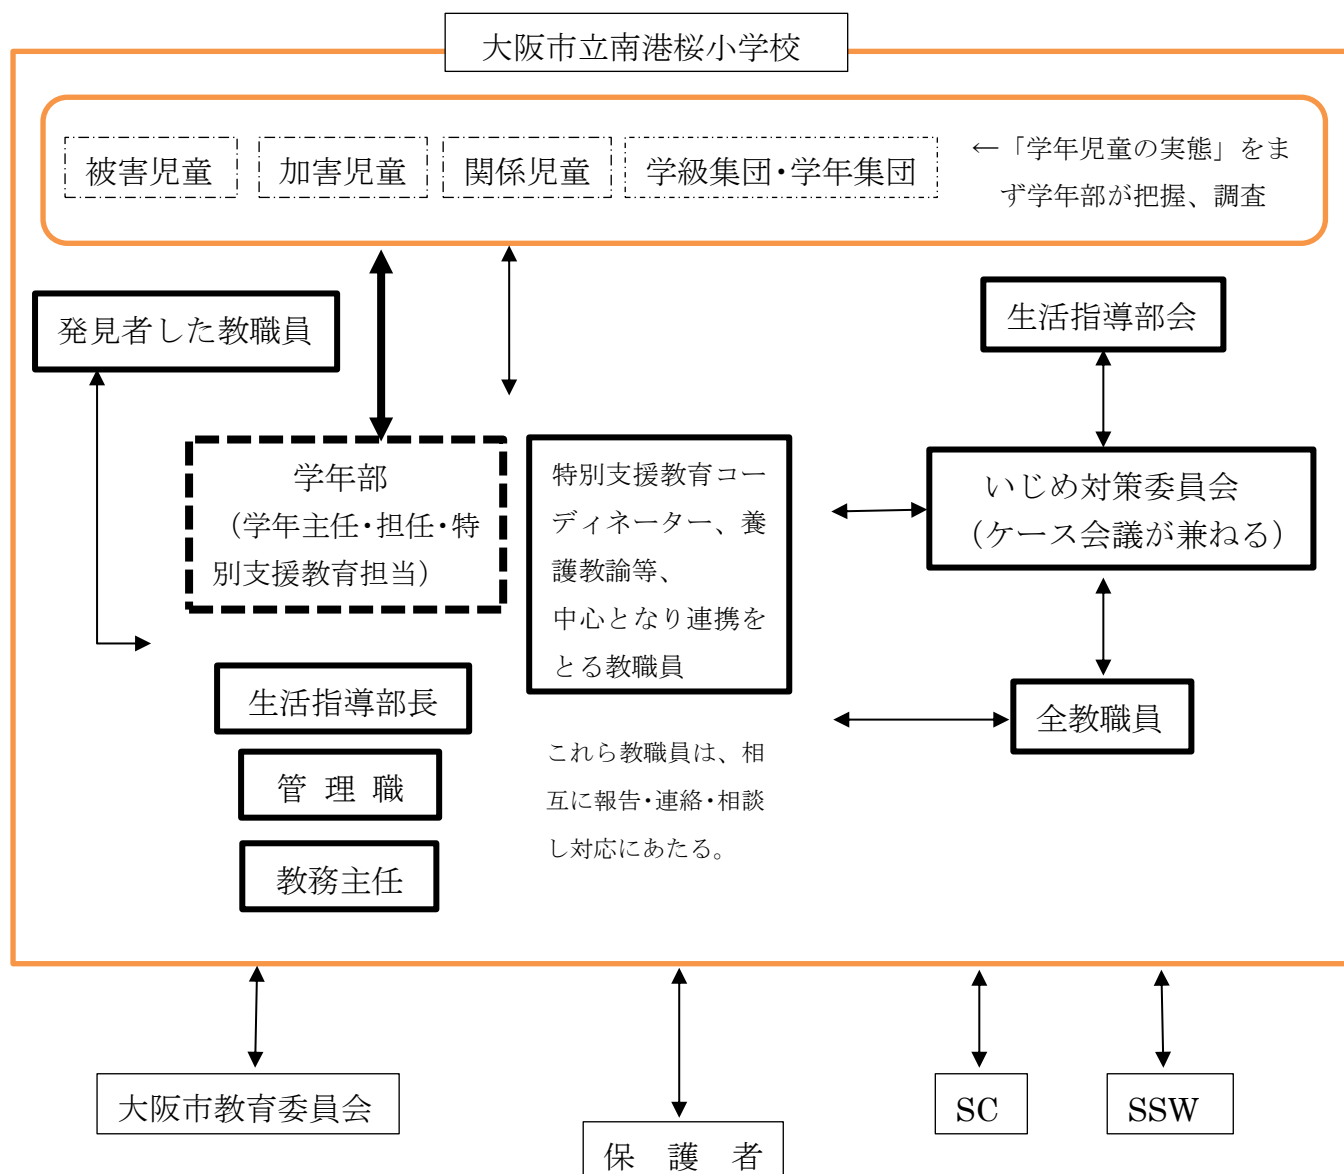 大阪市立南港桜小学校
被害児童
加害児童
関係児童
学級集団・学年集団
←「学年児童の実態」をま
ず学年部が把握、調査
発見者した教職員
生活指導部会
学年部
（学年主任・担任・特
別支援教育担当）
特別支援教育コー
ディネーター、養
護教諭等、
中心となり連携を
とる教職員
いじめ対策委員会
（ケース会議が兼ねる）
生活指導部長
全教職員
管 理 職
これら教職員は、相
互に報告・連絡・相談
し対応にあたる。
教務主任
大阪市教育委員会
保 護 者
SC
SSW